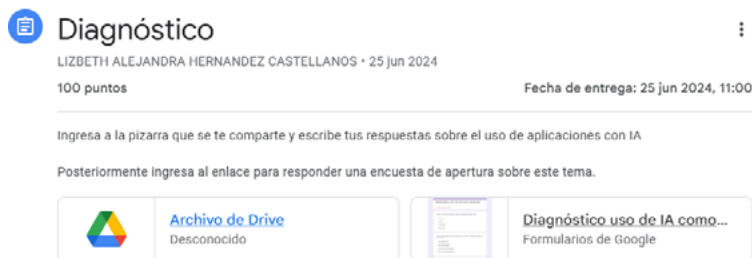 Diagnóstico
LIZBETH ALEJANDRA HERNANDEZ CASTELLANOS • 25 jun 2024
100 puntos
Fecha de entrega: 25 jun 2024, 11:00
Ingresa a la pizarra que se te comparte y escribe tus respuestas sobre el uso de aplicaciones con IA
Posteriormente ingresa al enlace para responder una encuesta de apertura sobre este tema.
Archivo de Drive
Desconocido
Diagnóstico uso de IA como...
Formularios de Google